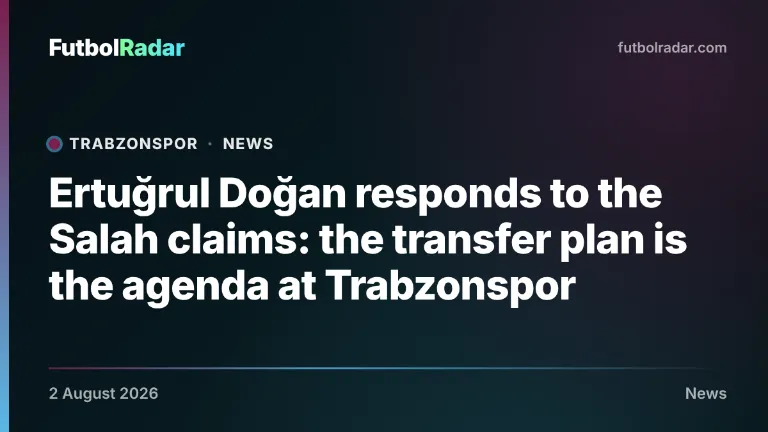 FutbolRadar
futbolradar.com
TRABZONSPOR · NEWS
Ertuğrul Doğan responds to the
Salah claims: the transfer plan is
the agenda at Trabzonspor
2 August 2026
News